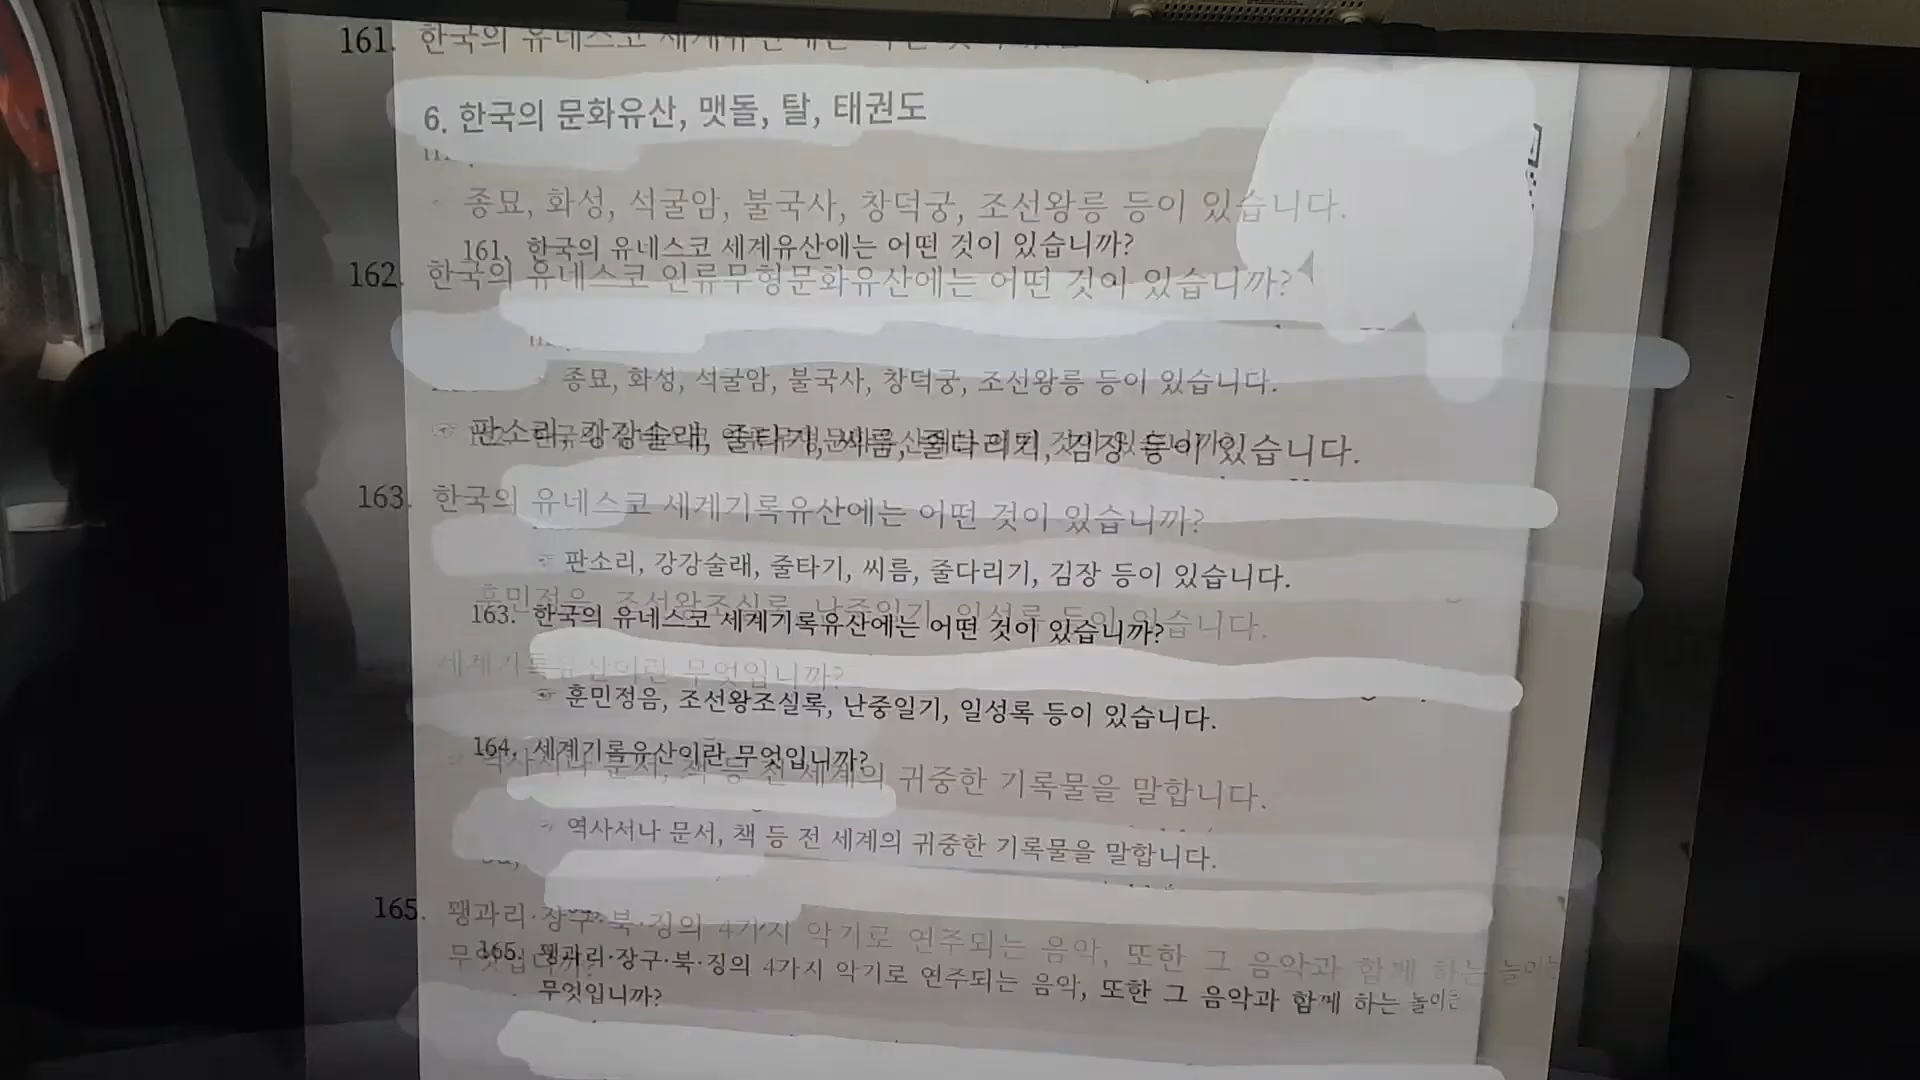 161. 한국의 유네스코 세계유산에는
6. 한국의 문화유산, 맷돌, 탈, 태권도
종묘, 화성, 석굴암, 불국사, 창덕궁, 조선왕릉 등이 있습니다.
161. 한국의 유네스코 세계유산에는 어떤 것이 있습니까?
162. 한국의 유네스코 인류무형문화유산에는 어떤 것이 있습니까?
종묘, 화성, 석굴암, 불국사, 창덕궁, 조선왕릉 등이 있습니다.
☞ 판소리, 강강술래, 줄타기, 씨름, 줄다리기, 김장 등이 있습니다.
163. 한국의 유네스코 세계기록유산에는 어떤 것이 있습니까?
☞ 판소리, 강강술래, 줄타기, 씨름, 줄다리기, 김장 등이 있습니다.
훈민정음, 조선왕조실록, 난중일기, 일성록 등이 있습니다.
163. 한국의 유네스코 세계기록유산에는 어떤 것이 있습니까?
세계기록유산이란 무엇입니까?
☞ 훈민정음, 조선왕조실록, 난중일기, 일성록 등이 있습니다.
164. 세계기록유산이란 무엇입니까?
역사서나 문서, 책 등 전 세계의 귀중한 기록물을 말합니다.
☞ 역사서나 문서, 책 등 전 세계의 귀중한 기록물을 말합니다.
165. 꽹과리·장구·북·징의 4가지 악기로 연주되는 음악, 또한 그 음악과 함께 하는 놀이는
무엇입니까?
165. 꽹과리·장구·북·징의 4가지 악기로 연주되는 음악, 또한 그 음악과 함께 하는 놀이는
무엇입니까?